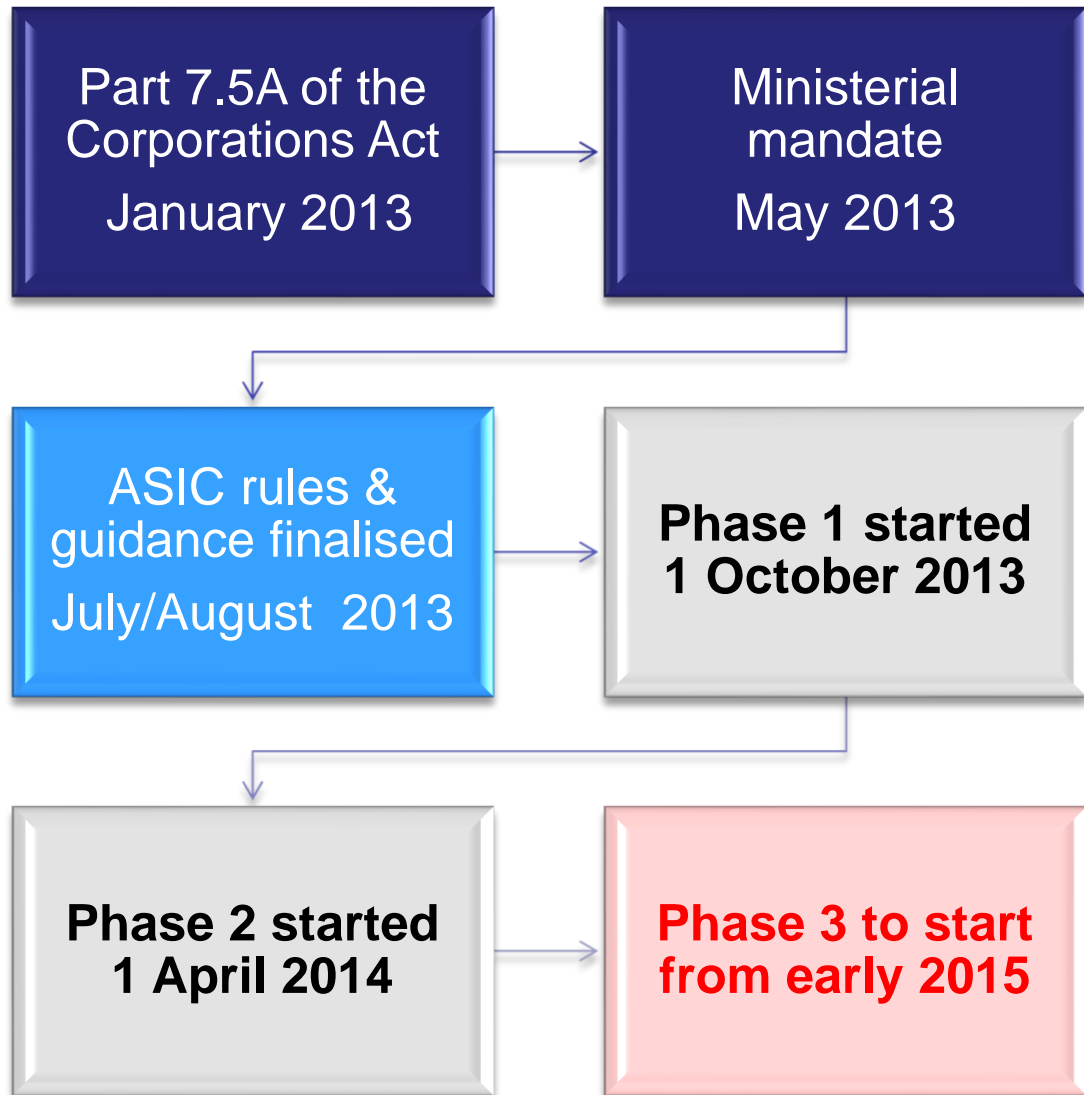 Part 7.5A of the
Corporations Act
January 2013
Ministerial
mandate
May 2013
ASIC rules &
guidance finalised
July/August  2013
Phase 1 started
1 October 2013
Phase 2 started
1 April 2014
Phase 3 to start
from early 2015